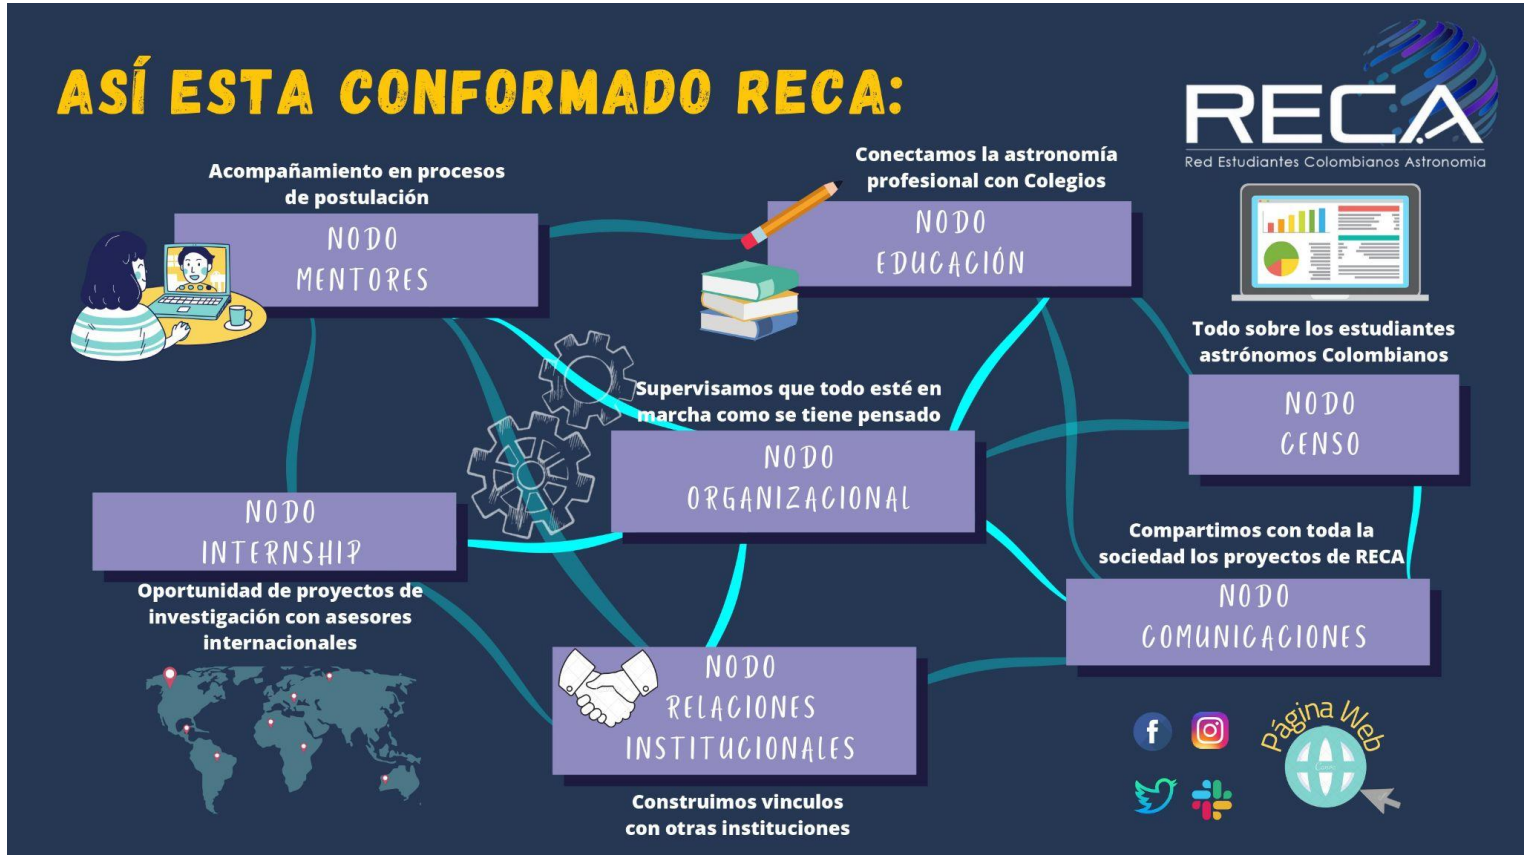 ASÍ ESTA CONFORMADO RECA:
RECA
Red Estudiantes Colombianos Astronomia
Acompañamiento en procesos
de postulación
NODO
MENTORES
Conectamos la astronomía
profesional con Colegios
NODO
EDUCACIÓN
Todo sobre los estudiantes
astrónomos Colombianos
NODO
CENSO
Supervisamos que todo esté en
marcha como se tiene pensado
NODO
ORGANIZACIONAL
NODO
INTERNSHIP
Oportunidad de proyectos de
investigación con asesores
internacionales
Compartimos con toda la
sociedad los proyectos de RECA
NODO
COMUNICACIONES
NODO
RELACIONES
INSTITUCIONALES
Construimos vinculos
con otras instituciones
Página Web